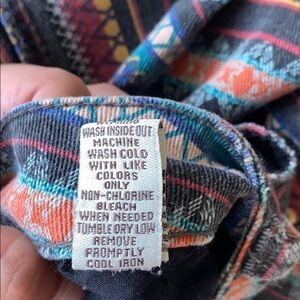 WASH INSIDE OUT
MACHINE
WASH COLD
WITH LIKE
COLORS
ONLY
NON-CHLORINE
BLEACH
WHEN NEEDED
TUMBLE DRY LOW
REMOVE
PROMPTLY
COOL IRON